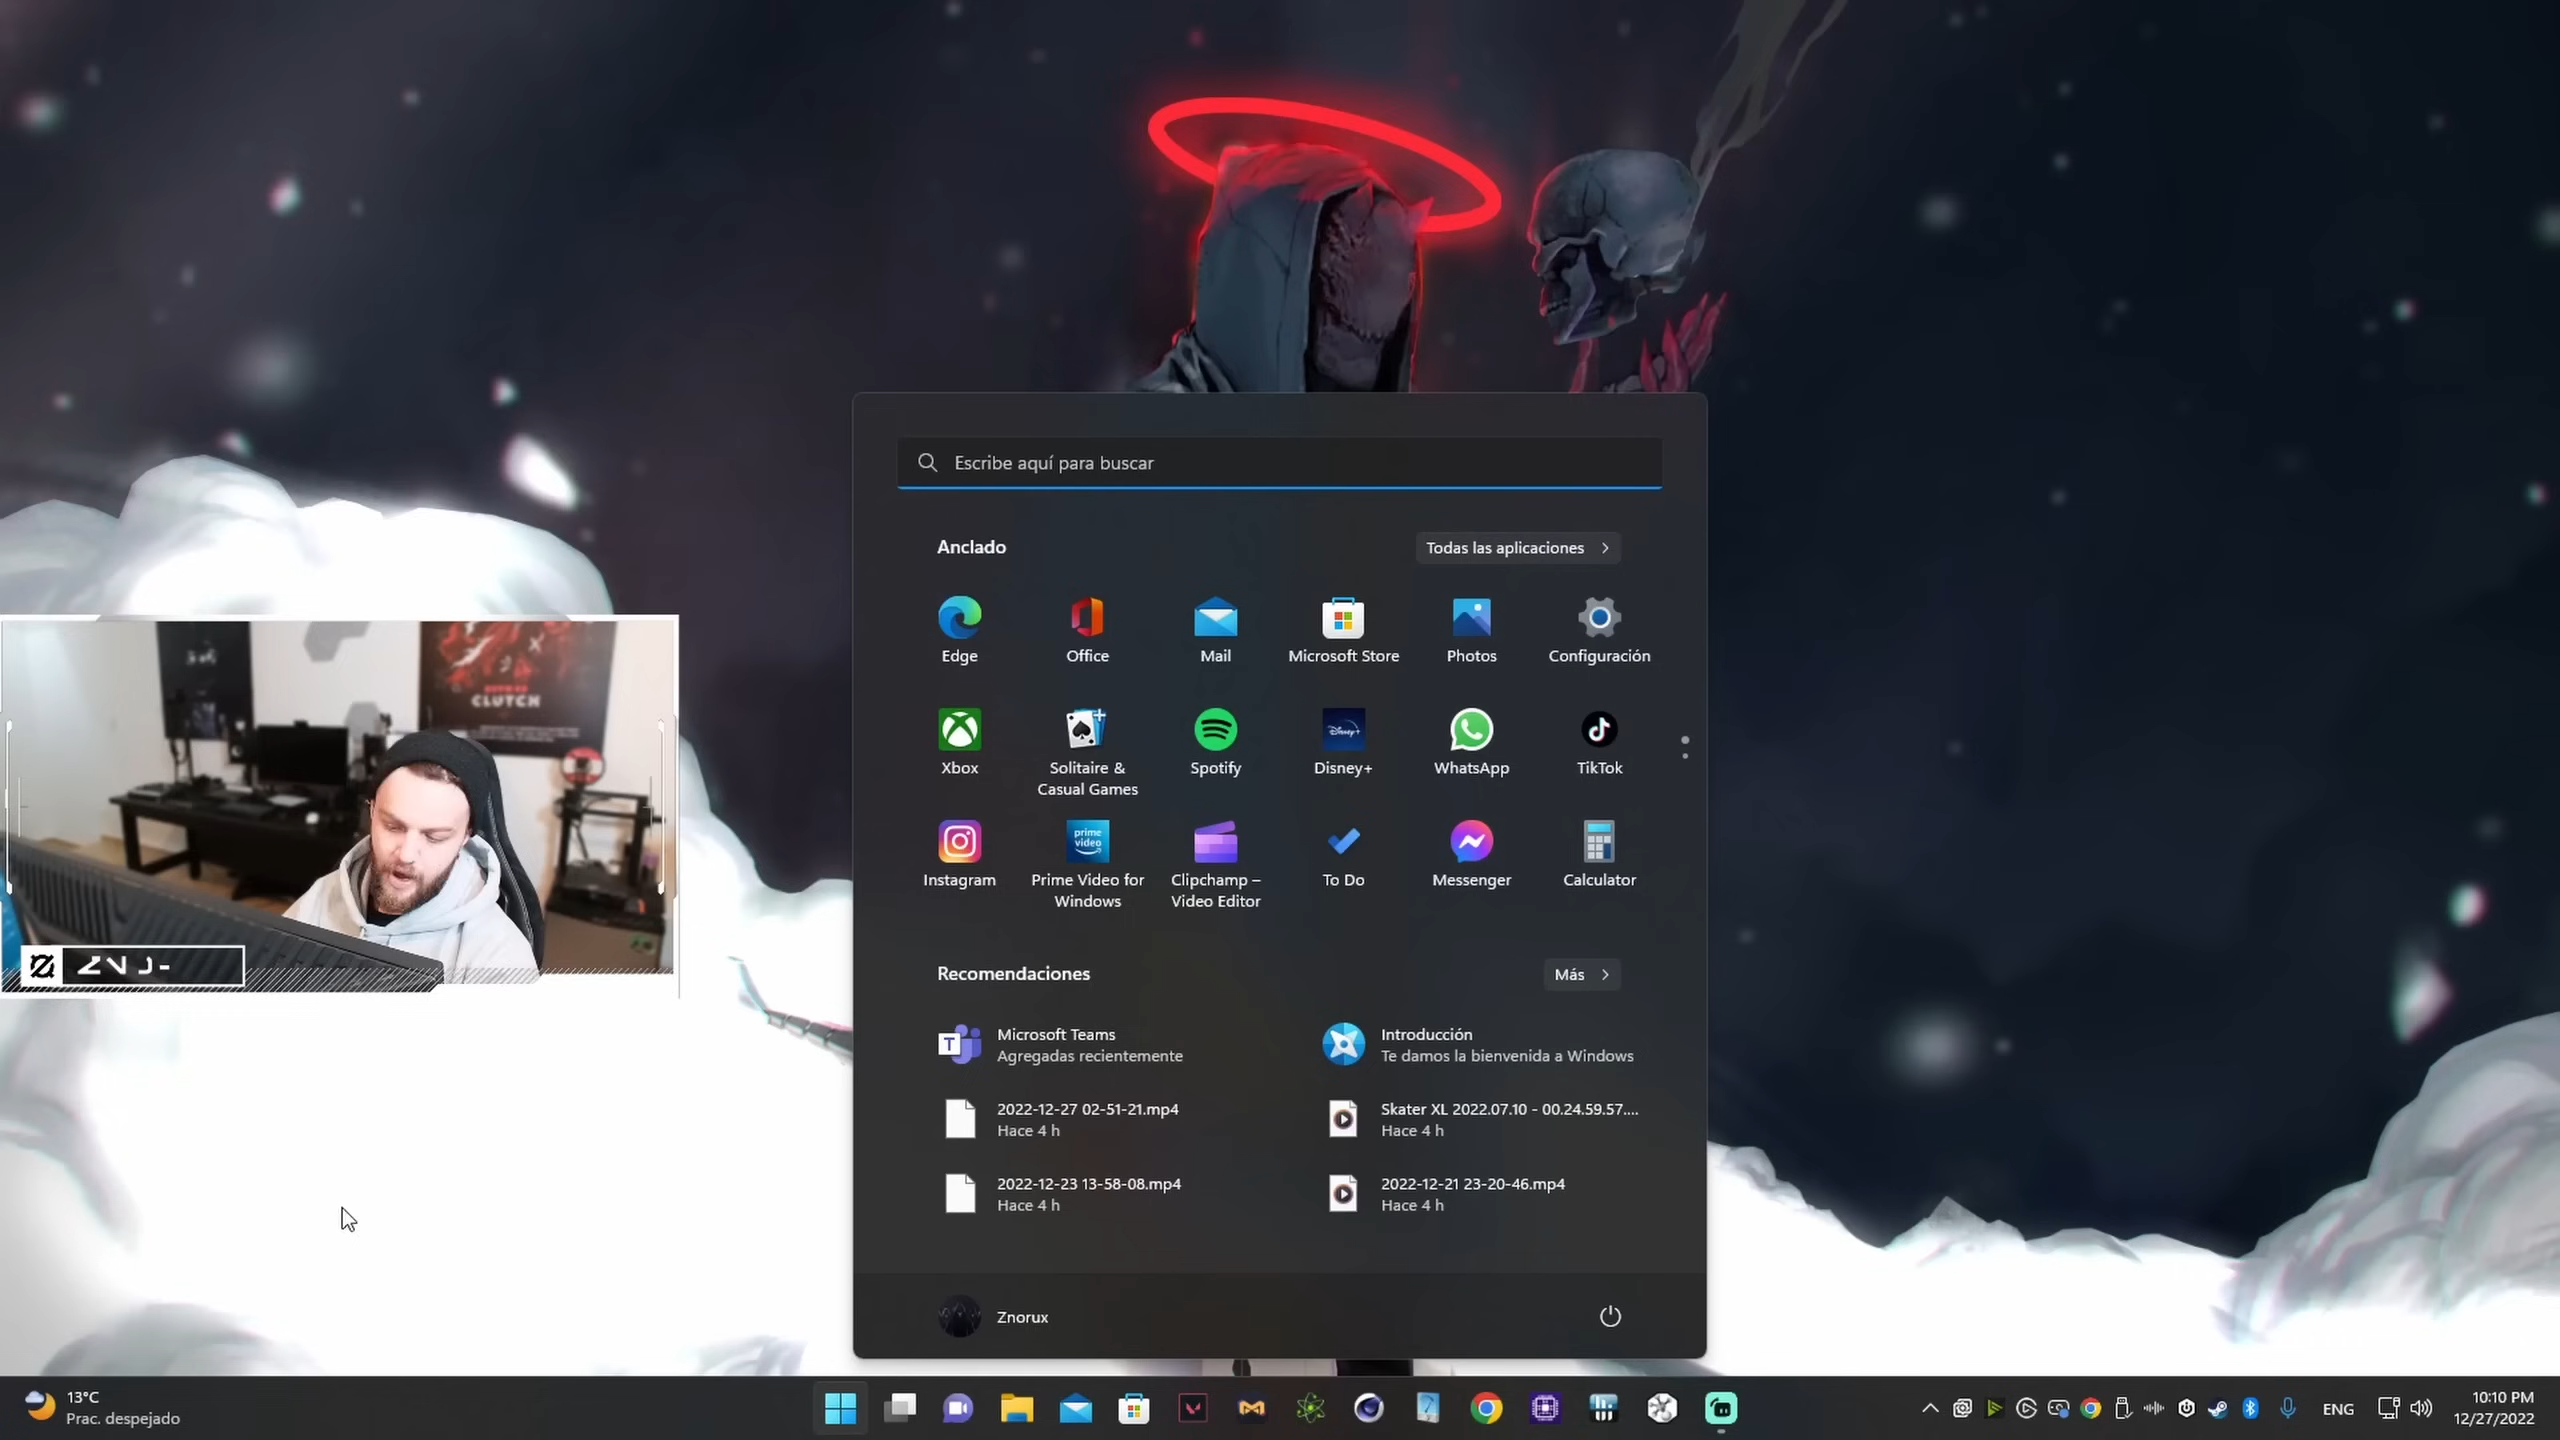 Escribe aquí para buscar
Anclado
Todas las aplicaciones
Edge
Office
Mail
Microsoft Store
Photos
Configuración
Xbox
Solitaire &
Casual Games
Spotify
Disney+
Disney+
WhatsApp
TikTok
prime
video
Instagram
Prime Video for
Windows
Clipchamp –
Video Editor
To Do
Messenger
Calculator
CLUTCH
ZNJ-
Recomendaciones
Más
T
Microsoft Teams
Agregadas recientemente
Introducción
Te damos la bienvenida a Windows
2022-12-27 02-51-21.mp4
Hace 4 h
Skater XL 2022.07.10 - 00.24.59.57....
Hace 4 h
2022-12-23 13-58-08.mp4
Hace 4 h
2022-12-21 23-20-46.mp4
Hace 4 h
Znorux
13°C
Prac. despejado
ENG
10:10 PM
12/27/2022